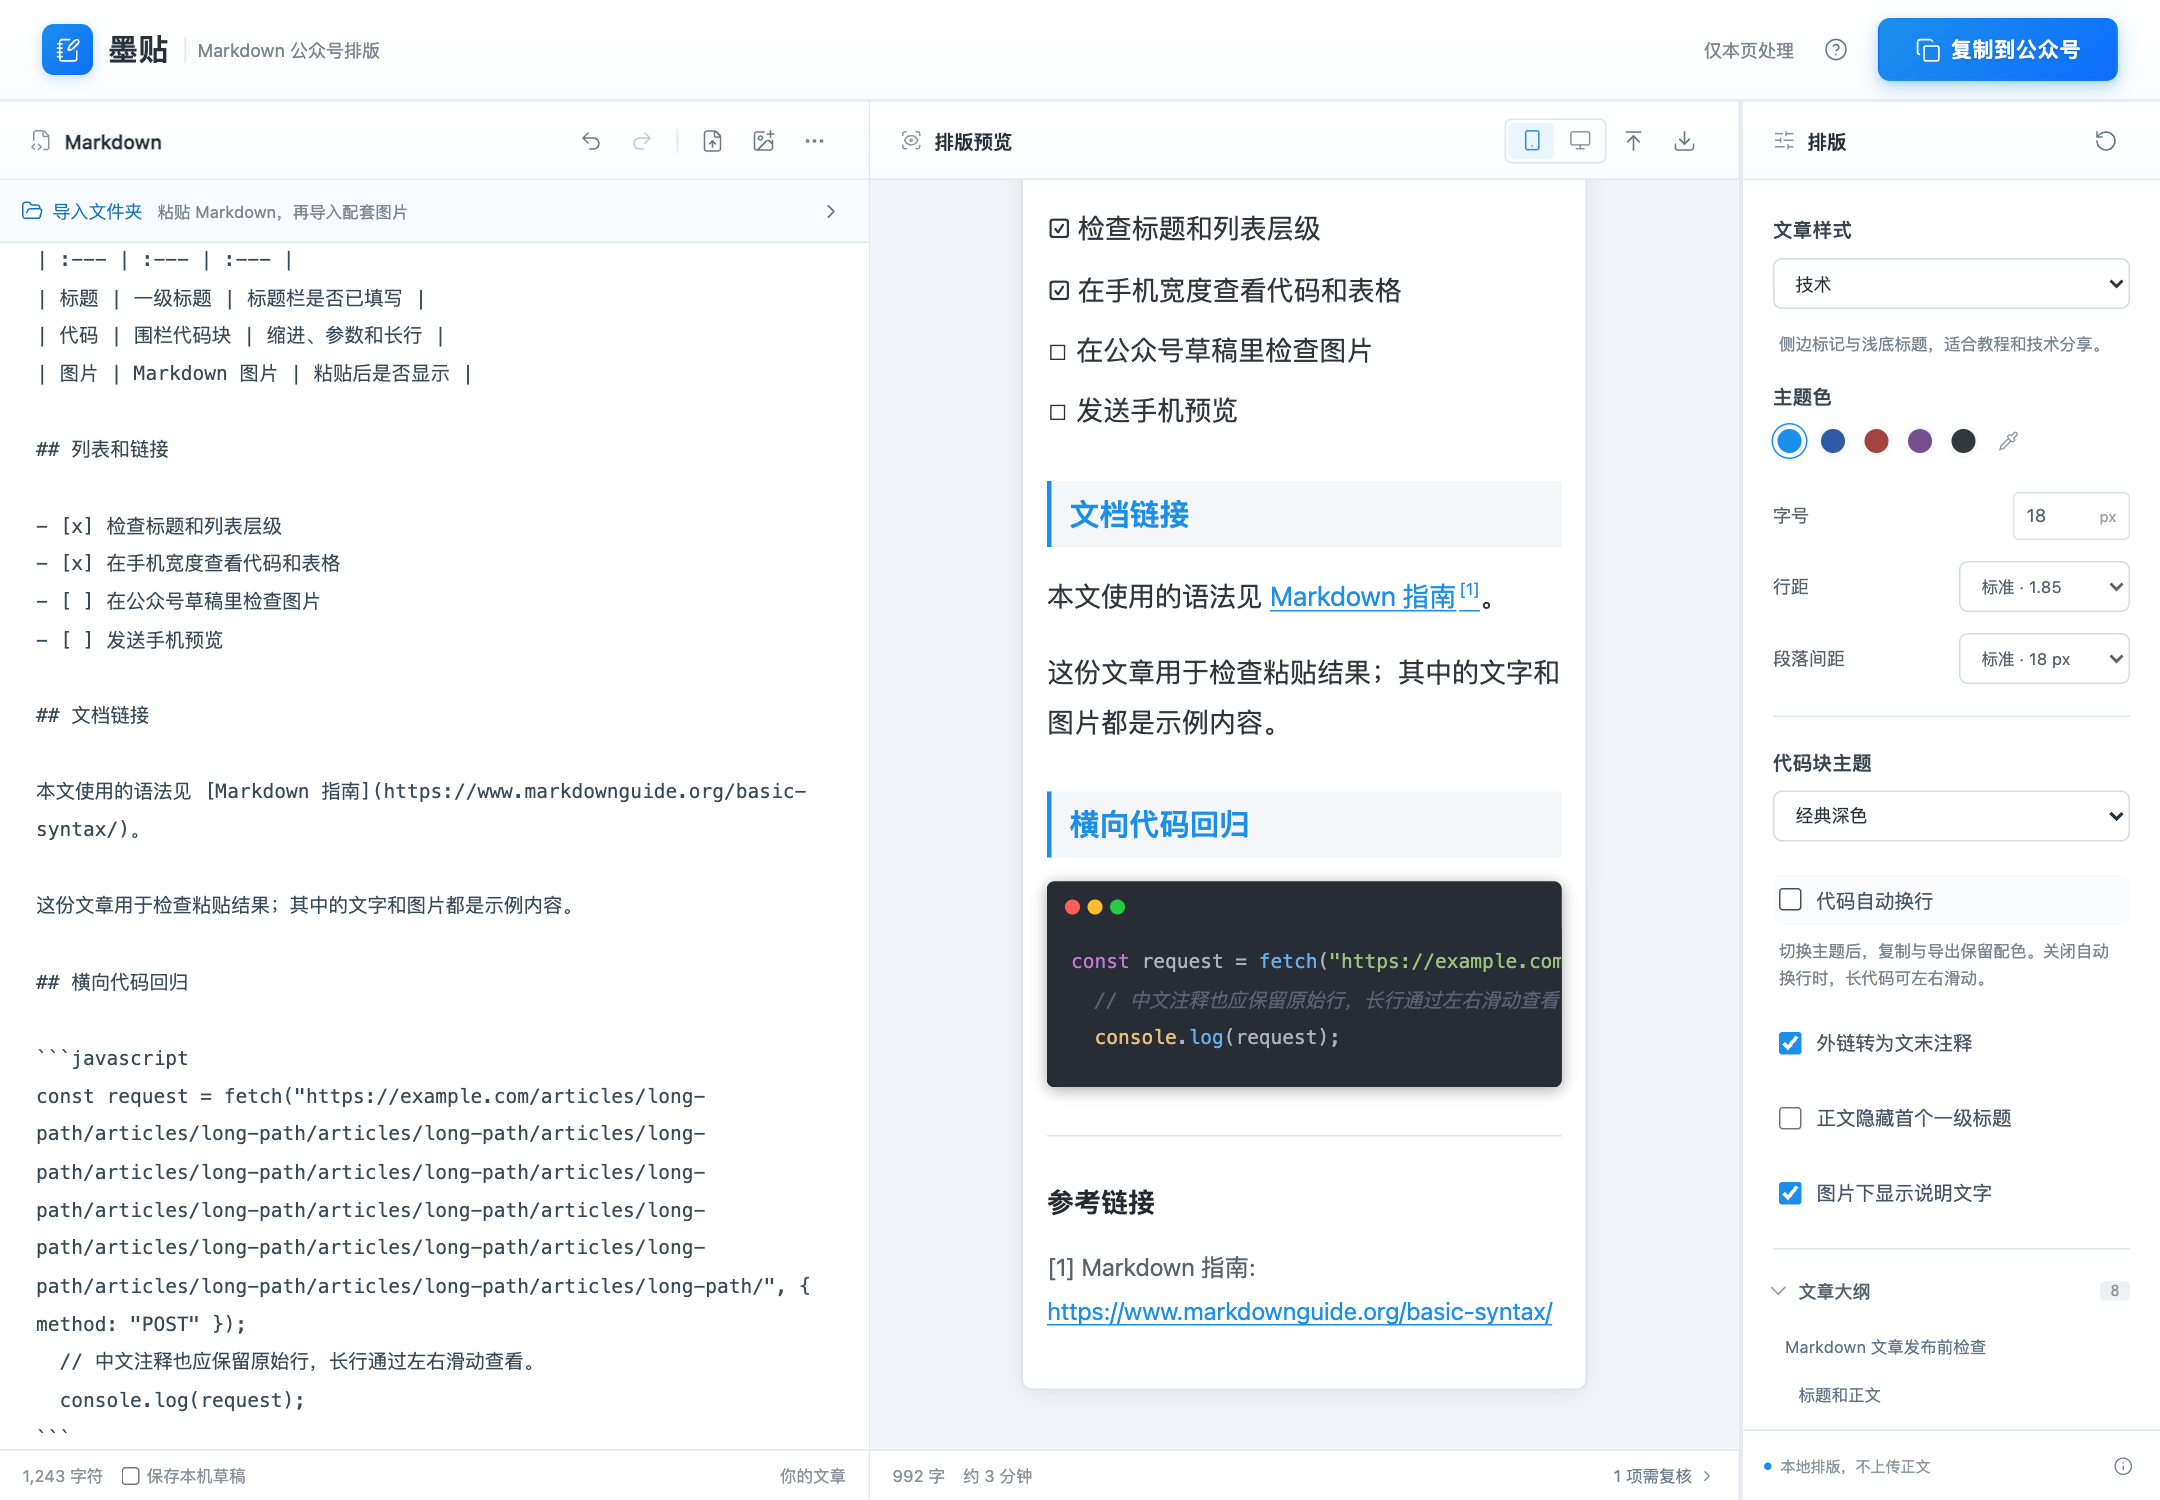 墨贴
Markdown 公众号排版
仅本页处理
复制到公众号
Markdown
导入文件夹 粘贴 Markdown，再导入配套图片
| :--- | :--- | :--- |
| 标题 | 一级标题 | 标题栏是否已填写 |
| 代码 | 围栏代码块 | 缩进、参数和长行 |
| 图片 | Markdown 图片 | 粘贴后是否显示 |
## 列表和链接
- [x] 检查标题和列表层级
- [x] 在手机宽度查看代码和表格
- [ ] 在公众号草稿里检查图片
- [ ] 发送手机预览
## 文档链接
本文使用的语法见 [Markdown 指南](https://www.markdownguide.org/basic-
syntax/)。
这份文章用于检查粘贴结果；其中的文字和图片都是示例内容。
## 横向代码回归
```javascript
const request = fetch("https://example.com/articles/long-
path/articles/long-path/articles/long-path/articles/long-
path/articles/long-path/articles/long-path/articles/long-
path/articles/long-path/articles/long-path/articles/long-
path/articles/long-path/articles/long-path/articles/long-
path/articles/long-path/articles/long-path/articles/long-path/", {
method: "POST" });
  // 中文注释也应保留原始行，长行通过左右滑动查看。
  console.log(request);
```
1,243 字符
保存本机草稿
你的文章
排版预览
☑ 检查标题和列表层级
☑ 在手机宽度查看代码和表格
☐ 在公众号草稿里检查图片
☐ 发送手机预览
文档链接
本文使用的语法见 Markdown 指南[1]。
这份文章用于检查粘贴结果；其中的文字和
图片都是示例内容。
横向代码回归
const request = fetch("https://example.com
  // 中文注释也应保留原始行，长行通过左右滑动查看
  console.log(request);
参考链接
[1] Markdown 指南:
https://www.markdownguide.org/basic-syntax/
992 字 约 3 分钟
1 项需复核
排版
文章样式
技术
侧边标记与浅底标题，适合教程和技术分享。
主题色
字号
18 px
行距
标准 · 1.85
段落间距
标准 · 18 px
代码块主题
经典深色
代码自动换行
切换主题后，复制与导出保留配色。关闭自动
换行时，长代码可左右滑动。
外链转为文末注释
正文隐藏首个一级标题
图片下显示说明文字
文章大纲
8
Markdown 文章发布前检查
标题和正文
本地排版，不上传正文